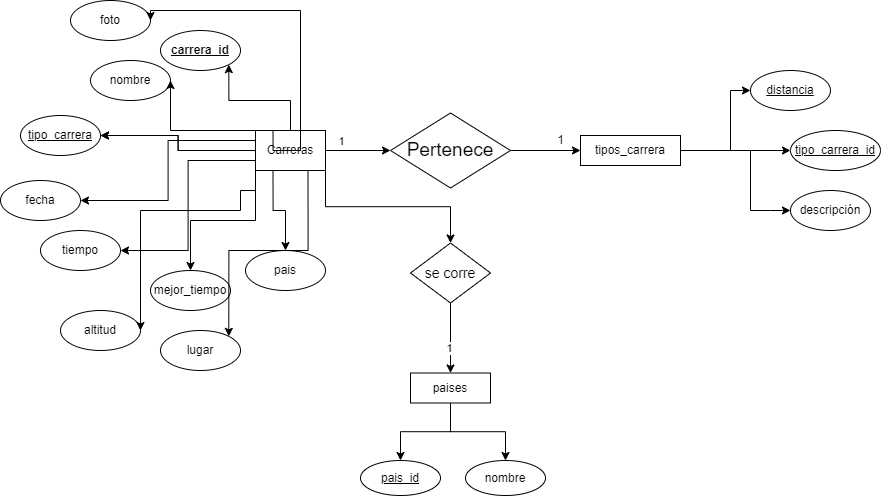 foto
carrera_id
nombre
distancia
tipo_carrera
1
1
Carreras
Pertenece
tipos_carrera
tipo_carrera_id
fecha
descripción
tiempo
pais
se corre
mejor_tiempo
altitud
lugar
1
paises
pais_id
nombre